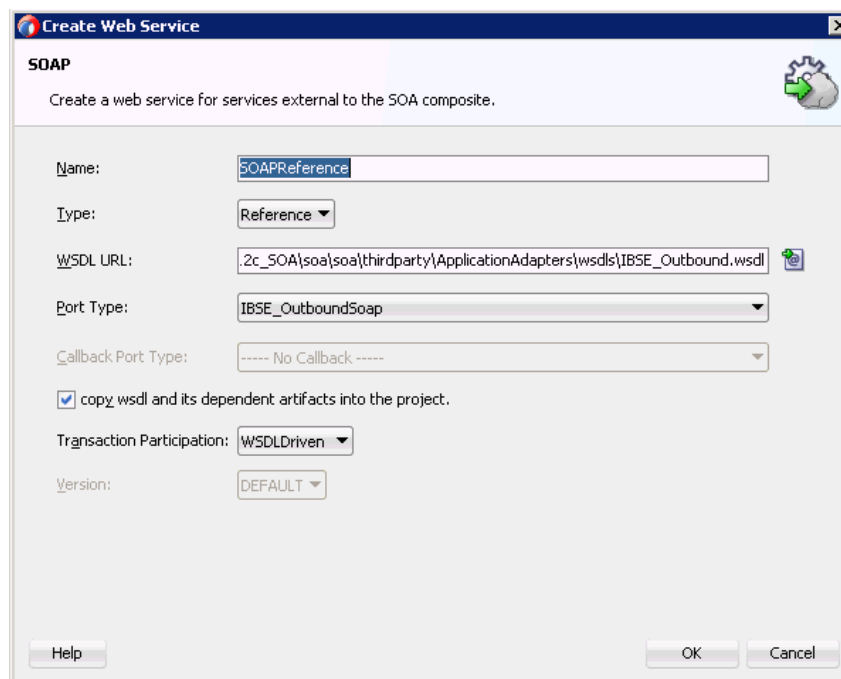 Create Web Service
SOAP
Create a web service for services external to the SOA composite.
Name: SOAPReference
Type: Reference
WSDL URL: .2c_SOA\soa\soa\thirdparty\ApplicationAdapters\wsdls\IBSE_Outbound.wsdl
Port Type: IBSE_OutboundSoap
Callback Port Type: ----- No Callback -----
copy wsdl and its dependent artifacts into the project.
Transaction Participation: WSDLDriven
Version: DEFAULT
Help OK Cancel